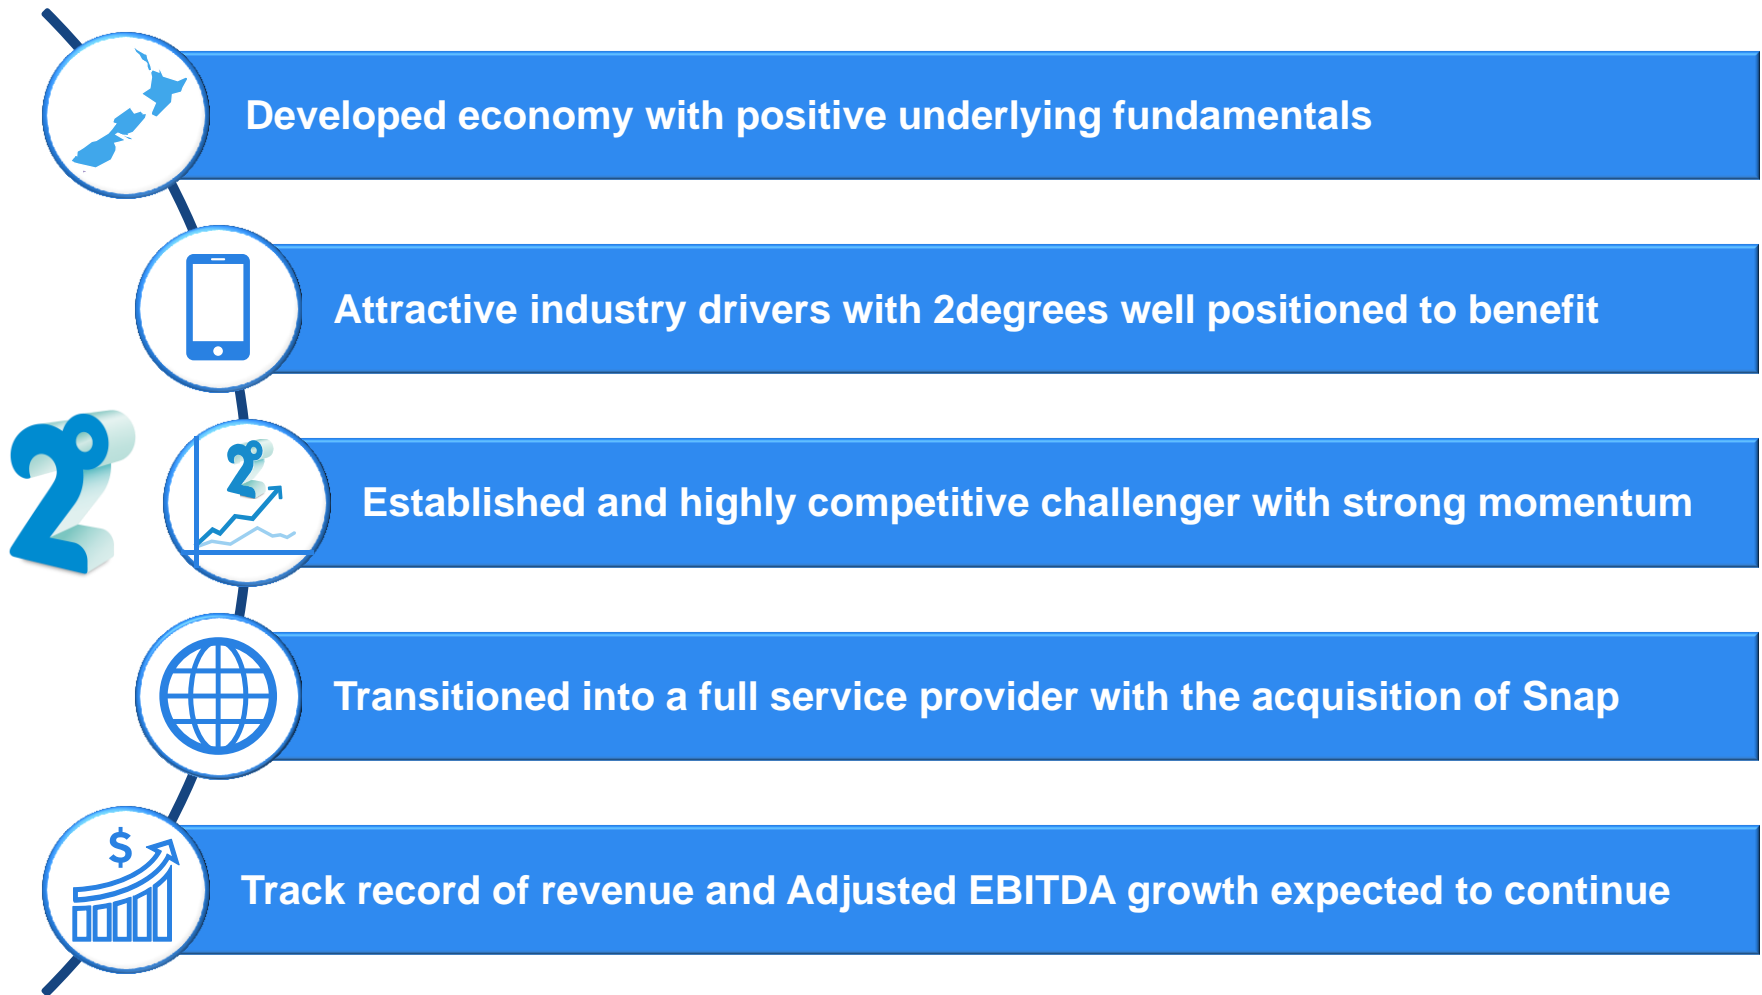 Developed economy with positive underlying fundamentals
Attractive industry drivers with 2degrees well positioned to benefit
2°
2°
Established and highly competitive challenger with strong momentum
Transitioned into a full service provider with the acquisition of Snap
$
Track record of revenue and Adjusted EBITDA growth expected to continue